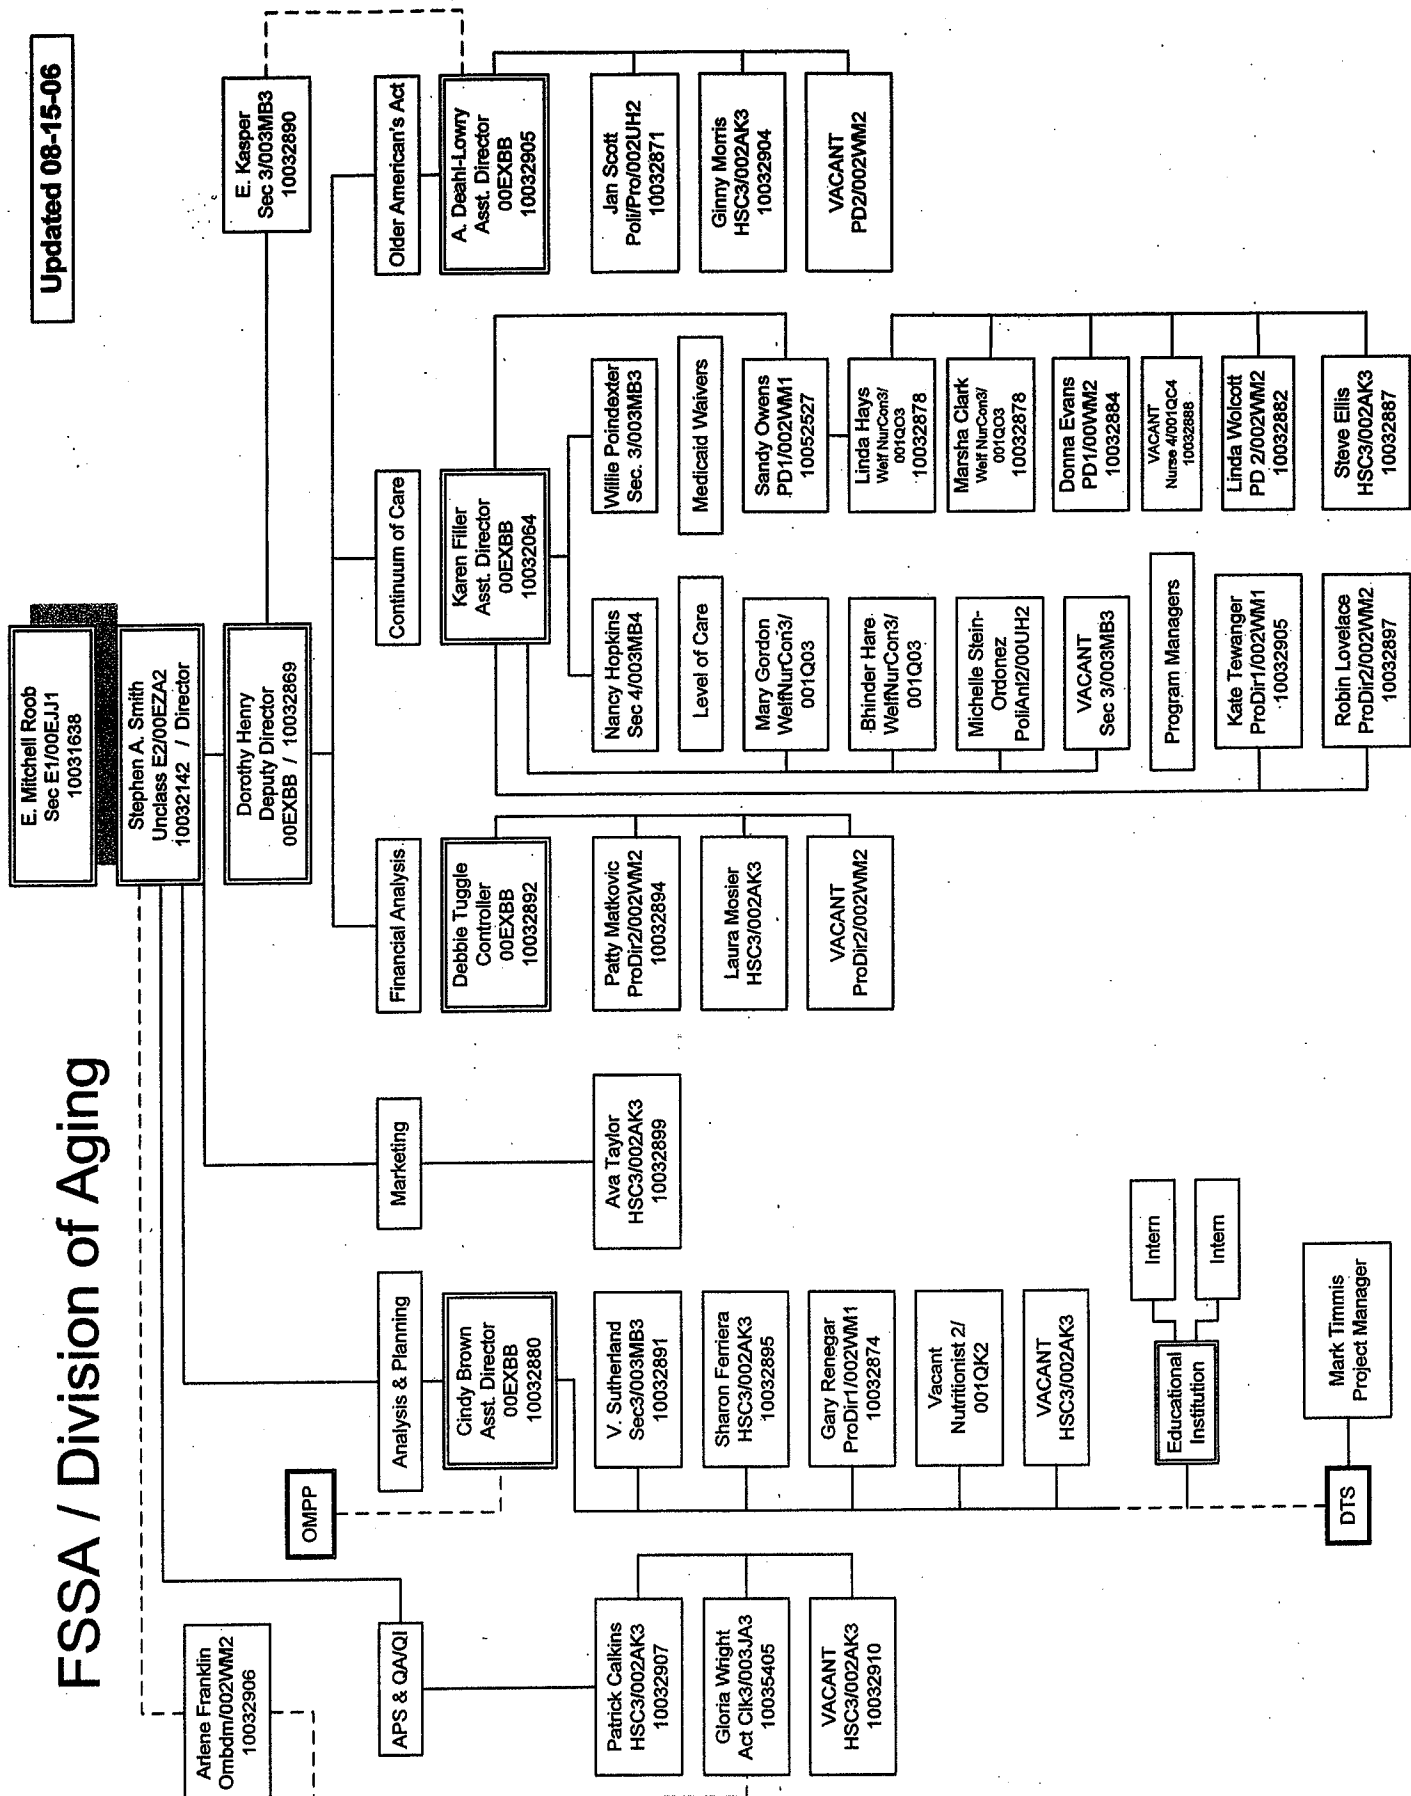 FSSA / Division of Aging
Updated 08-15-06
E. Mitchell Roob
Sec E1/00EJJ1
10031638
Stephen A. Smith
Unclass E2/00EZA2
10032142 / Director
Dorothy Henry
Deputy Director
00EXBB / 10032869
E. Kasper
Sec 3/003MB3
10032890
Arlene Franklin
Ombdm/002WM2
10032906
OMPP
APS & QA/QI
Patrick Calkins
HSC3/002AK3
10032907
Gloria Wright
Act Clk3/003JA3
10035405
VACANT
HSC3/002AK3
10032910
Analysis & Planning
Cindy Brown
Asst. Director
00EXBB
10032880
V. Sutherland
Sec3/003MB3
10032891
Sharon Ferriera
HSC3/002AK3
10032895
Gary Renegar
ProDir1/002WM1
10032874
Vacant
Nutritionist 2/
001QK2
VACANT
HSC3/002AK3
Educational
Institution
Intern
Intern
DTS
Mark Timmis
Project Manager
Marketing
Ava Taylor
HSC3/002AK3
10032899
Financial Analysis
Debbie Tuggle
Controller
00EXBB
10032892
Patty Matkovic
ProDir2/002WM2
10032894
Laura Mosier
HSC3/002AK3
VACANT
ProDir2/002WM2
Continuum of Care
Karen Filler
Asst. Director
00EXBB
10032064
Nancy Hopkins
Sec 4/003MB4
Willie Poindexter
Sec. 3/003MB3
Level of Care
Mary Gordon
WelfNurCon3/
001Q03
Bhinder Hare
WelfNurCon3/
001Q03
Michelle Stein-
Ordonez
PoliAnl2/00UH2
VACANT
Sec 3/003MB3
Program Managers
Kate Tewanger
ProDir1/002WM1
10032905
Robin Lovelace
ProDir2/002WM2
10032897
Medicaid Waivers
Sandy Owens
PD1/002WM1
10052527
Linda Hays
Welf NurCon3/
001QO3
10032878
Marsha Clark
Welf NurCon3/
001QO3
10032878
Donna Evans
PD1/00WM2
10032884
VACANT
Nurse 4/001QC4
10032888
Linda Wolcott
PD 2/002WM2
10032882
Steve Ellis
HSC3/002AK3
10032887
Older American's Act
A. Deahl-Lowry
Asst. Director
00EXBB
10032905
Jan Scott
Poli/Pro/002UH2
10032871
Ginny Morris
HSC3/002AK3
10032904
VACANT
PD2/002WM2